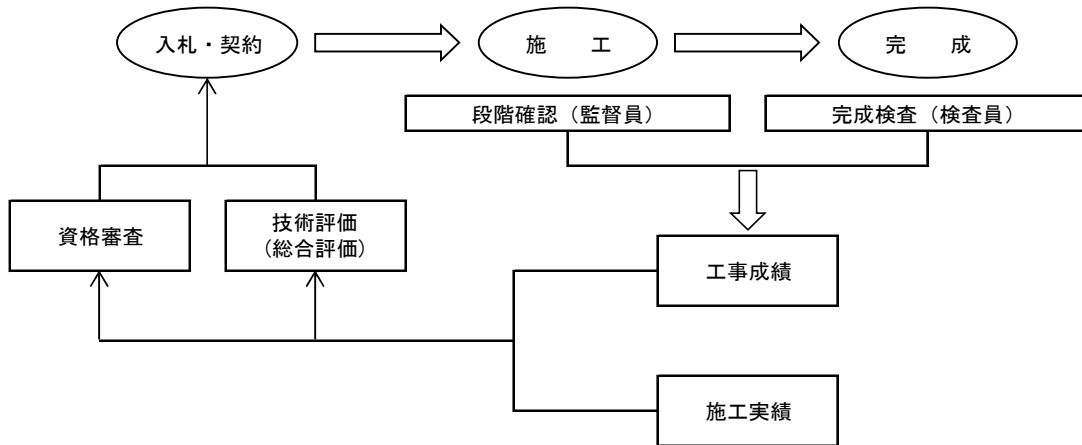 入札・契約
施　工
完　成
段階確認（監督員）
完成検査（検査員）
資格審査
技術評価
(総合評価)
工事成績
施工実績